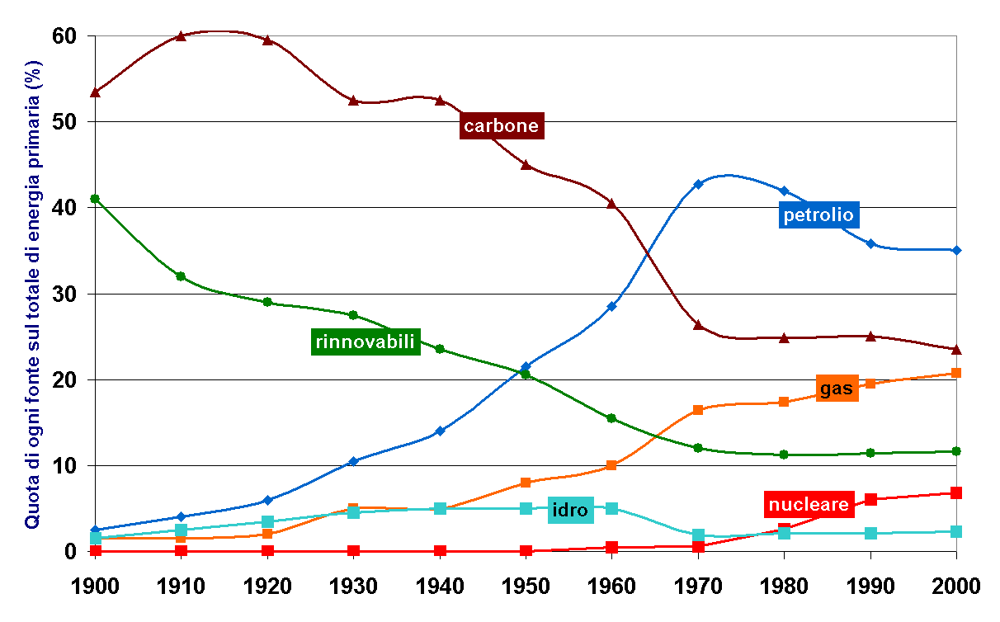 Quota di ogni fonte sul totale di energia primaria (%)
60
50
40
30
20
10
0
carbone
petrolio
rinnovabili
gas
nucleare
idro
1900 1910 1920 1930 1940 1950 1960 1970 1980 1990 2000